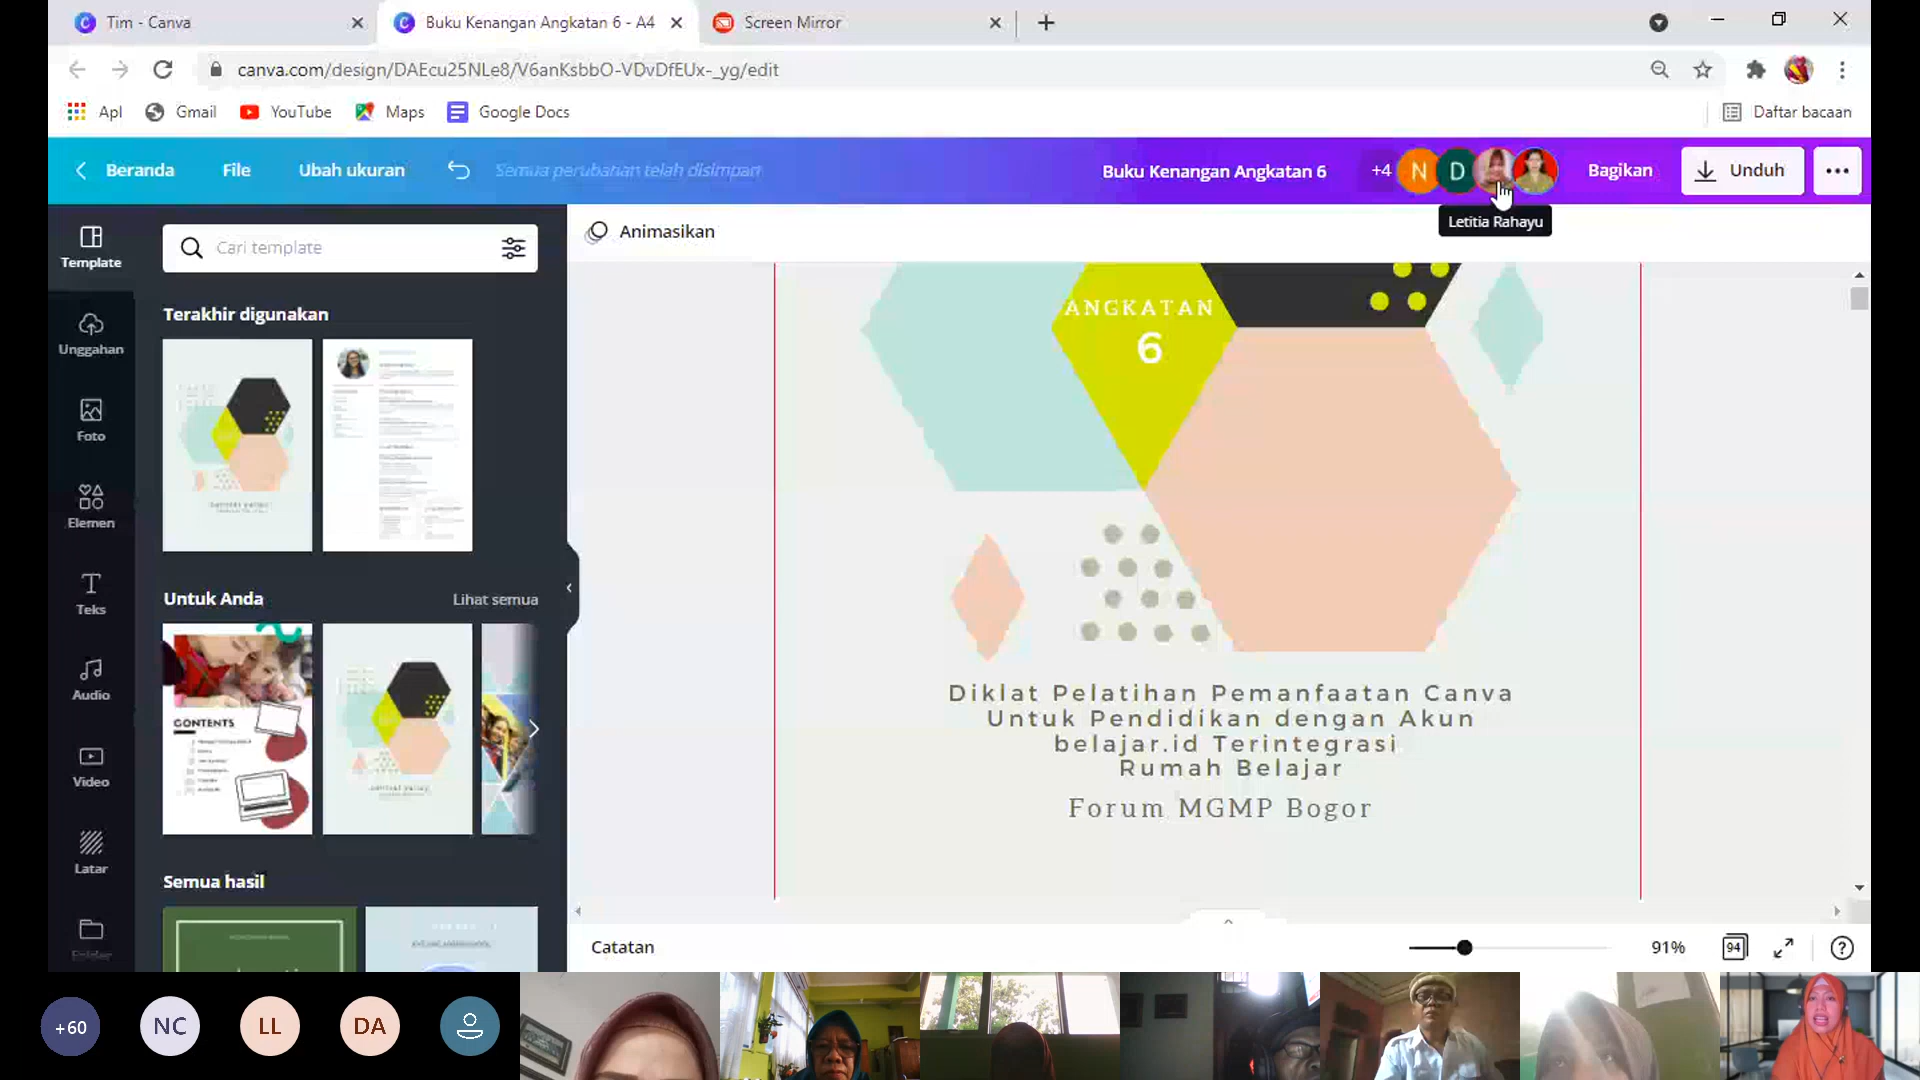 Tim - Canva
Buku Kenangan Angkatan 6 - A4
Screen Mirror
canva.com/design/DAEcu25NLe8/V6anKsbbO-VDvDfEUx-_yg/edit
Apl
Gmail
YouTube
Maps
Google Docs
Daftar bacaan
Beranda
File
Ubah ukuran
Semua perubahan telah disimpan
Buku Kenangan Angkatan 6
+4
N
D
Bagikan
Unduh
Letitia Rahayu
Template
Cari template
Animasikan
Unggahan
Foto
Elemen
Teks
Audio
Video
Latar
Folder
Terakhir digunakan
Untuk Anda
Lihat semua
CONTENTS
Semua hasil
ANGKATAN
6
Diklat Pelatihan Pemanfaatan Canva
Untuk Pendidikan dengan Akun
belajar.id Terintegrasi
Rumah Belajar
Forum MGMP Bogor
Catatan
91%
94
+60
NC
LL
DA